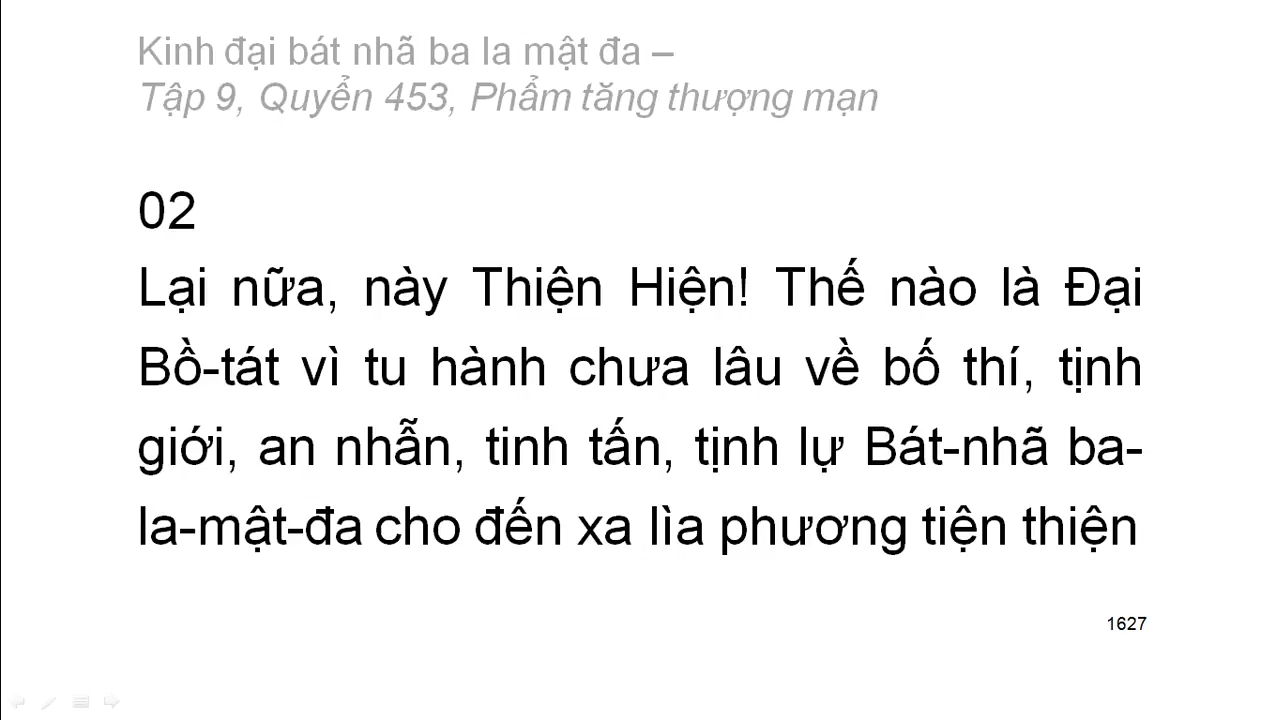 Kinh đại bát nhã ba la mật đa –
Tập 9, Quyển 453, Phẩm tăng thượng mạn
02
Lại nữa, này Thiện Hiện! Thế nào là Đại
Bồ-tát vì tu hành chưa lâu về bố thí, tịnh
giới, an nhẫn, tinh tấn, tịnh lự Bát-nhã ba-
la-mật-đa cho đến xa lìa phương tiện thiện
1627